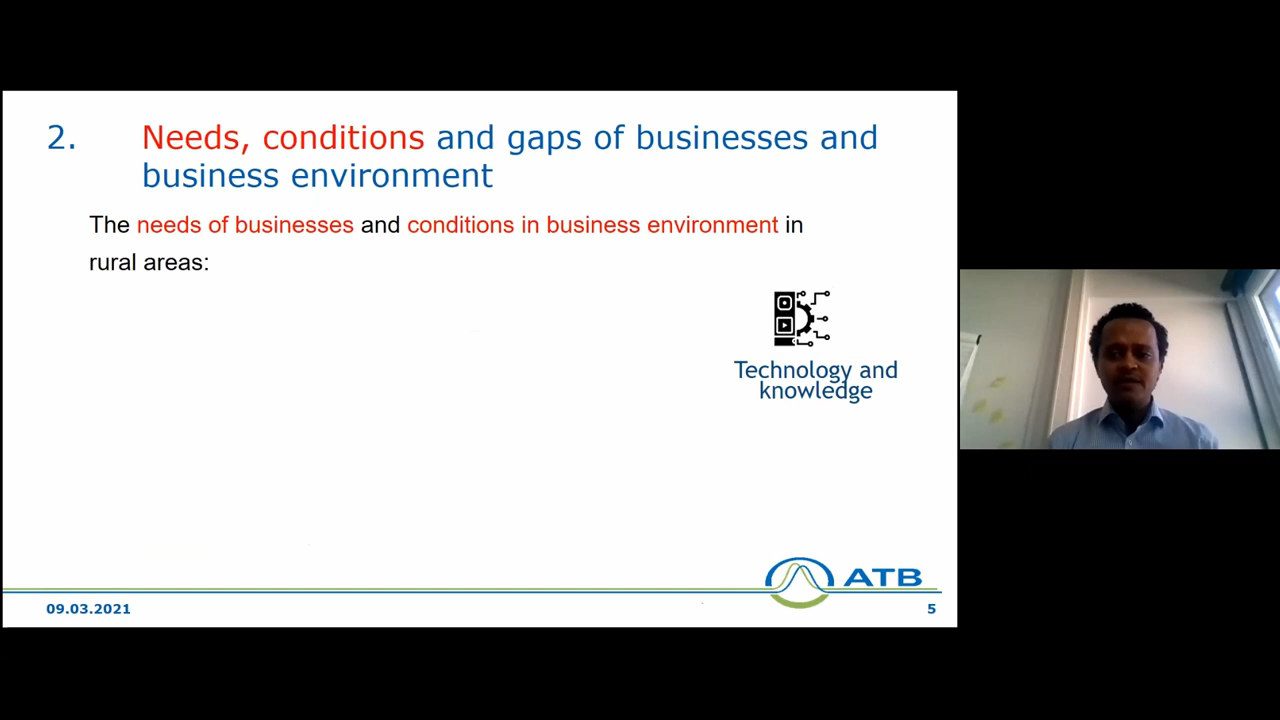 2. Needs, conditions and gaps of businesses and
business environment
The needs of businesses and conditions in business environment in
rural areas:
Technology and
knowledge
ATB
09.03.2021
5